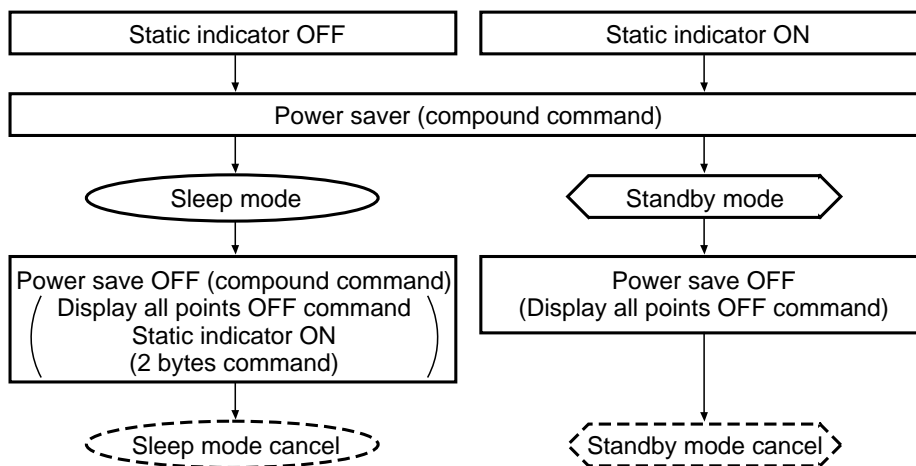 Static indicator OFF
Static indicator ON
Power saver (compound command)
Sleep mode
Standby mode
Power save OFF (compound command)
(Display all points OFF command
Static indicator ON
(2 bytes command))
Power save OFF
(Display all points OFF command)
Sleep mode cancel
Standby mode cancel